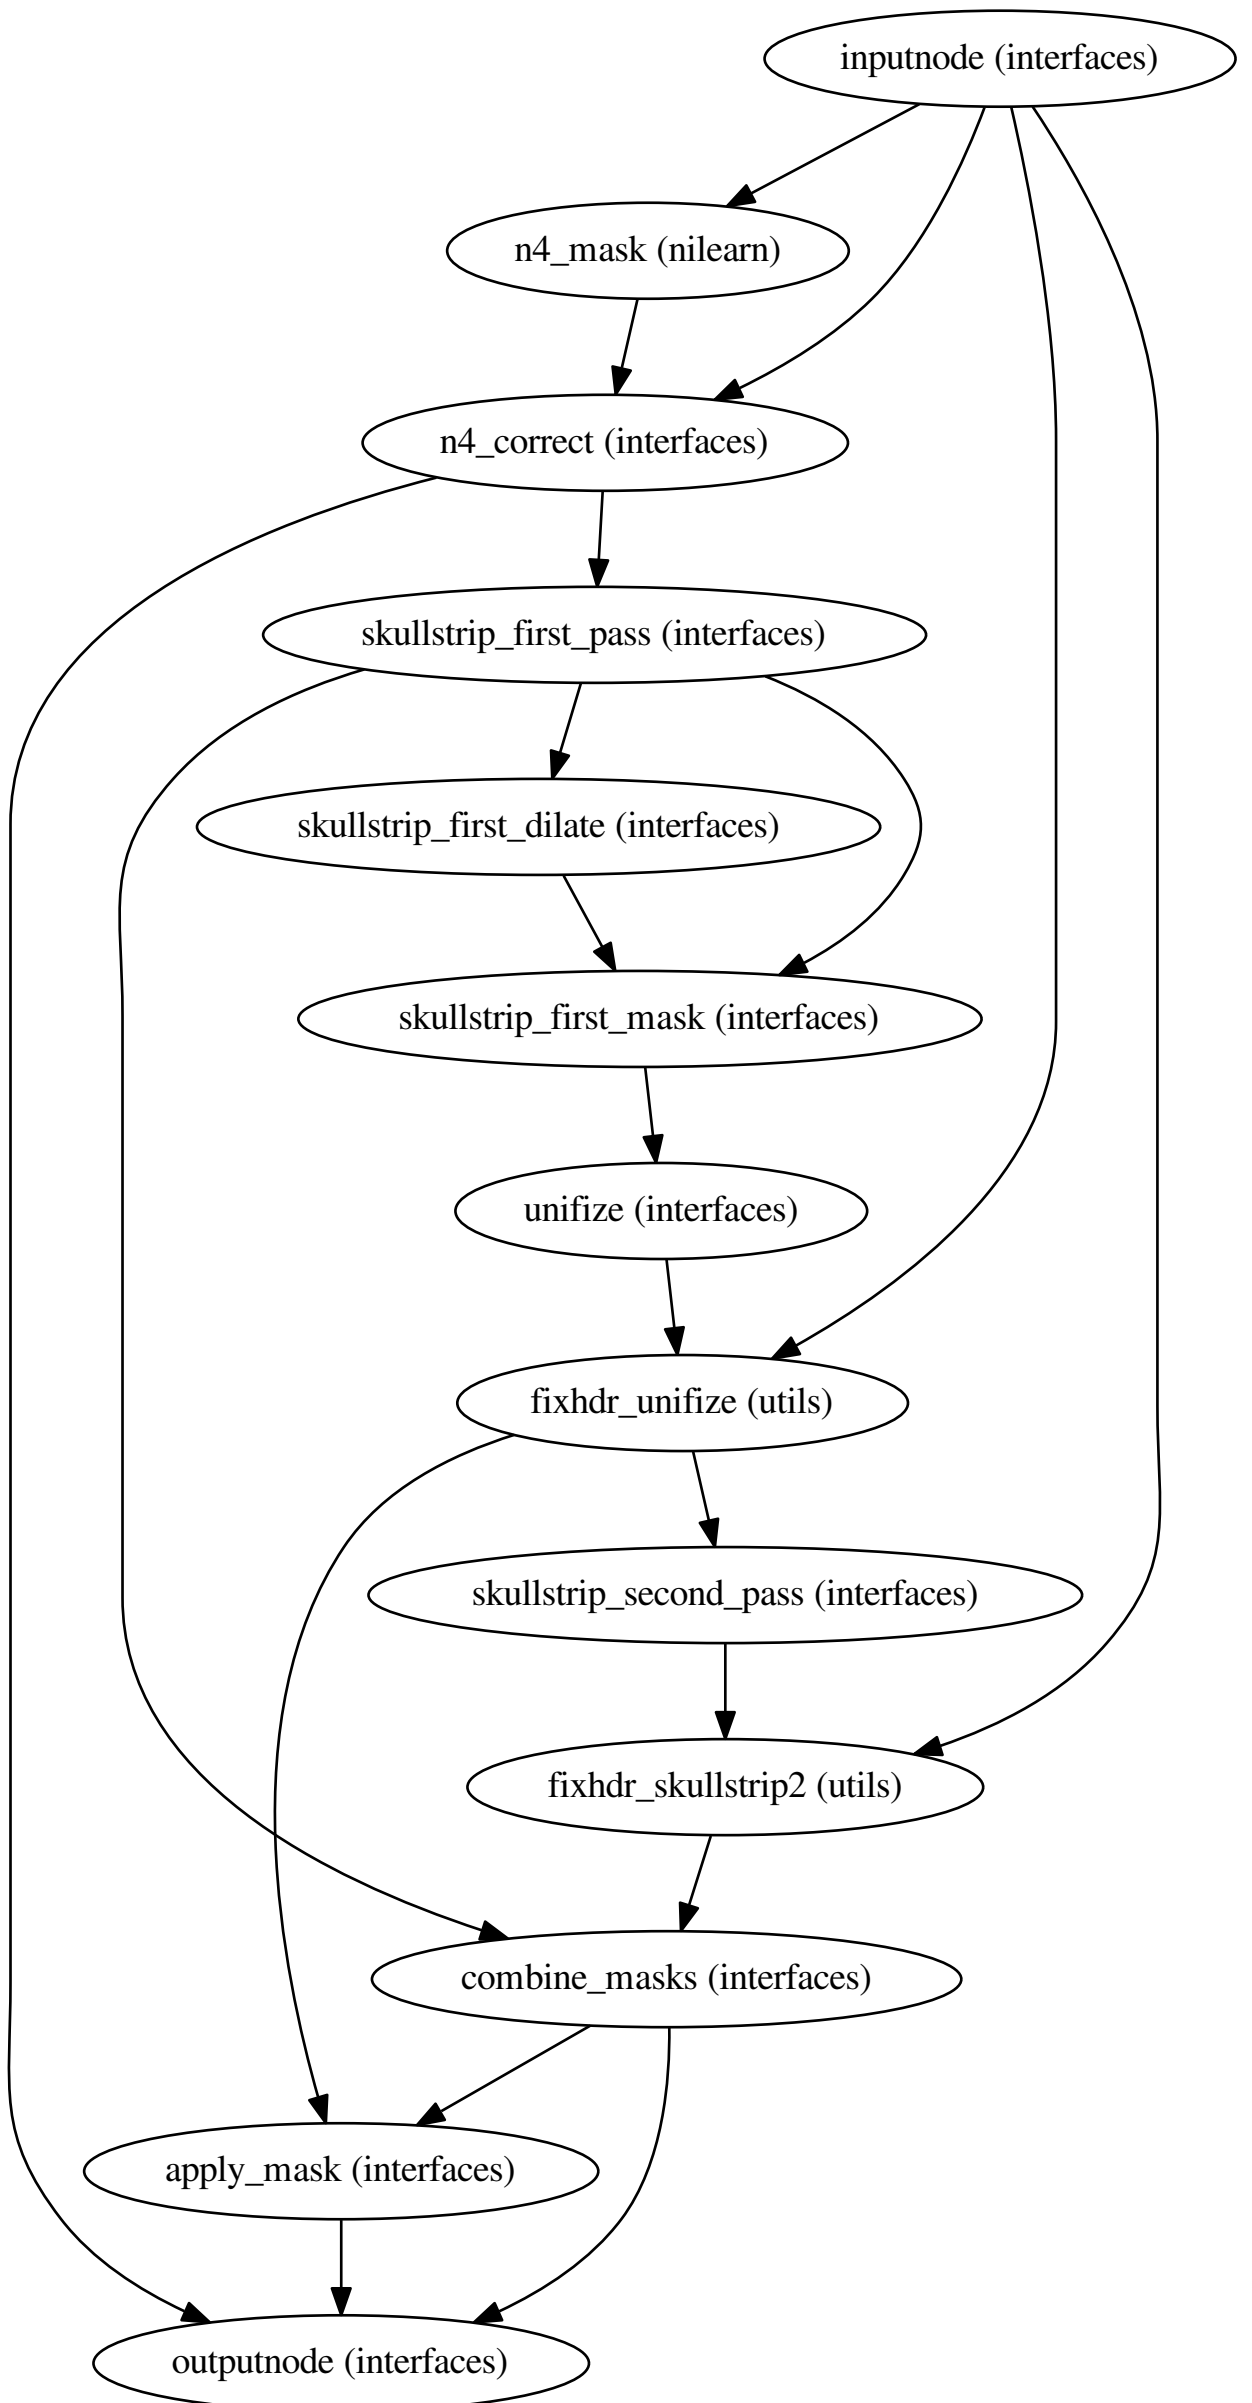 inputnode (interfaces)
n4_mask (nilearn)
n4_correct (interfaces)
skullstrip_first_pass (interfaces)
skullstrip_first_dilate (interfaces)
skullstrip_first_mask (interfaces)
unifize (interfaces)
fixhdr_unifize (utils)
skullstrip_second_pass (interfaces)
fixhdr_skullstrip2 (utils)
combine_masks (interfaces)
apply_mask (interfaces)
outputnode (interfaces)